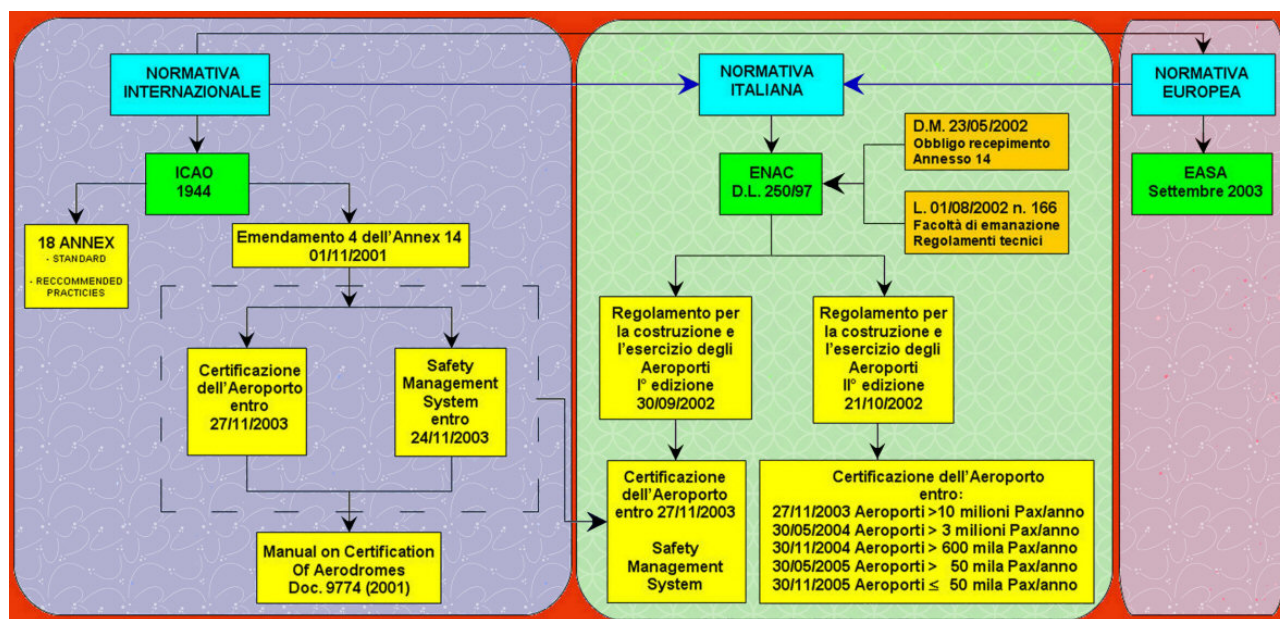 NORMATIVA
INTERNAZIONALE
ICAO
1944
18 ANNEX
- STANDARD
- RECCOMMENDED
PRACTICIES
Emendamento 4 dell'Annex 14
01/11/2001
Certificazione
dell'Aeroporto
entro
27/11/2003
Safety
Management
System
entro
24/11/2003
Manual on Certification
Of Aerodromes
Doc. 9774 (2001)
NORMATIVA
ITALIANA
ENAC
D.L. 250/97
D.M. 23/05/2002
Obbligo recepimento
Annesso 14
L. 01/08/2002 n. 166
Facoltà di emanazione
Regolamenti tecnici
Regolamento per
la costruzione e
l'esercizio degli
Aeroporti
I° edizione
30/09/2002
Regolamento per
la costruzione e
l'esercizio degli
Aeroporti
II° edizione
21/10/2002
Certificazione
dell'Aeroporto
entro 27/11/2003
Safety
Management
System
Certificazione dell'Aeroporto
entro:
27/11/2003 Aeroporti >10 milioni Pax/anno
30/05/2004 Aeroporti > 3 milioni Pax/anno
30/11/2004 Aeroporti > 600 mila Pax/anno
30/05/2005 Aeroporti > 50 mila Pax/anno
30/11/2005 Aeroporti ≤ 50 mila Pax/anno
NORMATIVA
EUROPEA
EASA
Settembre 2003